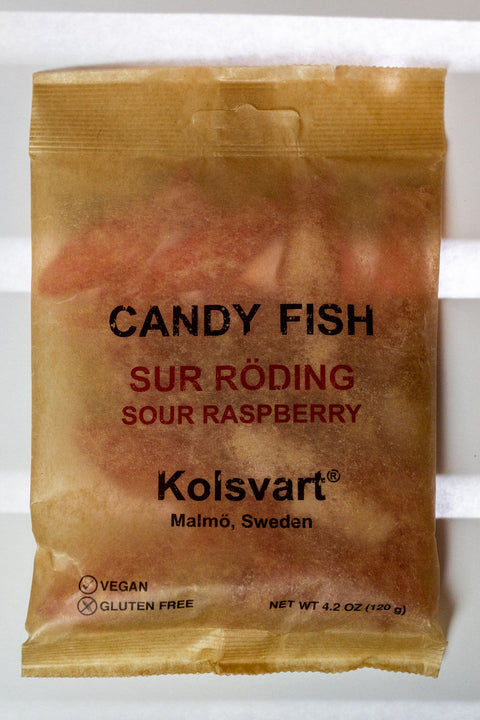 CANDY FISH
SUR RÖDING
SOUR RASPBERRY
Kolsvart®
Malmö, Sweden
VEGAN
GLUTEN FREE
NET WT 4.2 OZ (120 g)